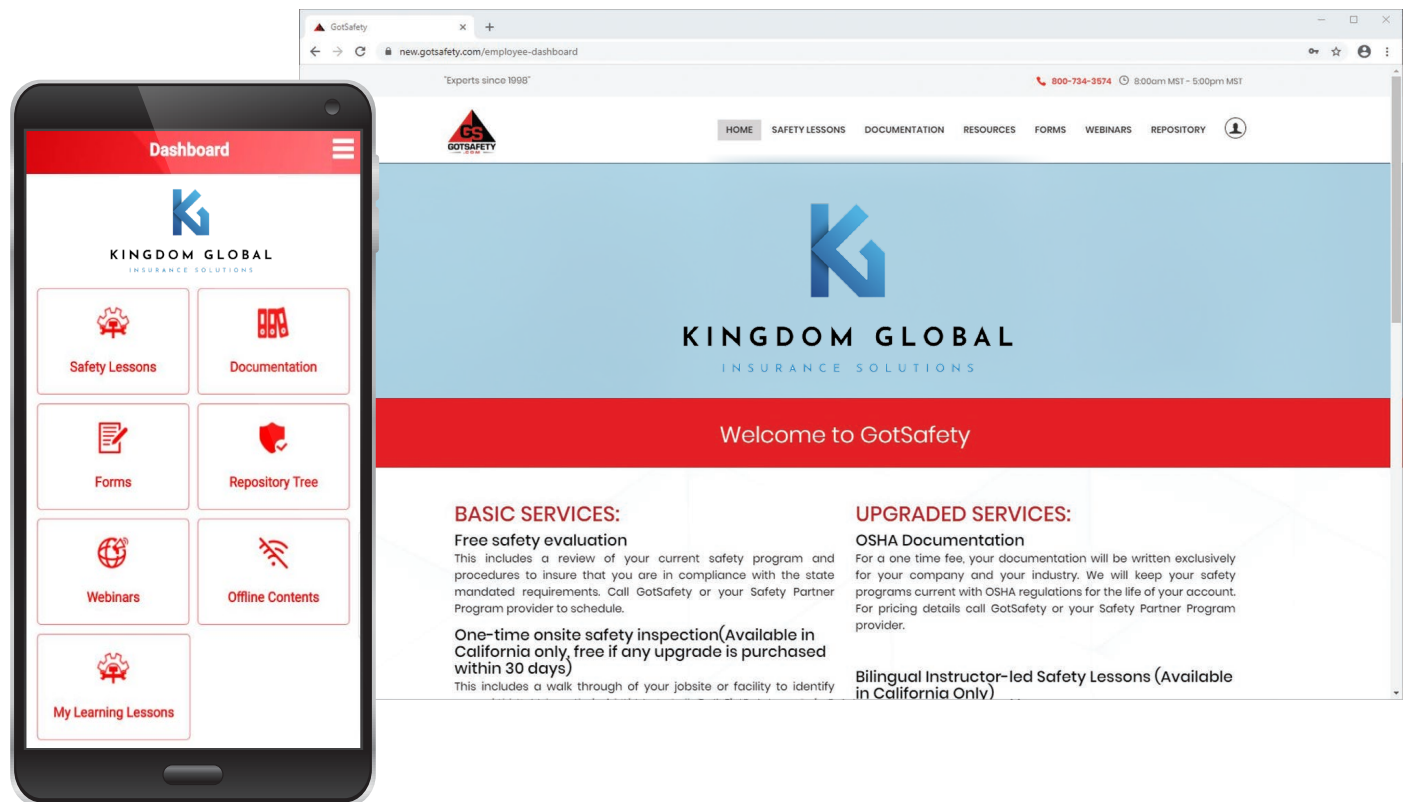 GotSafety
new.gotsafety.com/employee-dashboard
"Experts since 1998"
800-734-3574 8:00am MST - 5:00pm MST
GS
GOTSAFETY
.COM
HOME SAFETY LESSONS DOCUMENTATION RESOURCES FORMS WEBINARS REPOSITORY
KINGDOM GLOBAL
INSURANCE SOLUTIONS
Welcome to GotSafety
BASIC SERVICES:
Free safety evaluation
This includes a review of your current safety program and
procedures to insure that you are in compliance with the state
mandated requirements. Call GotSafety or your Safety Partner
Program provider to schedule.
One-time onsite safety inspection(Available in
California only, free if any upgrade is purchased
within 30 days)
This includes a walk through of your jobsite or facility to identify
UPGRADED SERVICES:
OSHA Documentation
For a one time fee, your documentation will be written exclusively
for your company and your industry. We will keep your safety
programs current with OSHA regulations for the life of your account.
For pricing details call GotSafety or your Safety Partner Program
provider.
Bilingual Instructor-led Safety Lessons (Available
in California Only)
Dashboard
KINGDOM GLOBAL
INSURANCE SOLUTIONS
Safety Lessons
Documentation
Forms
Repository Tree
Webinars
Offline Contents
My Learning Lessons